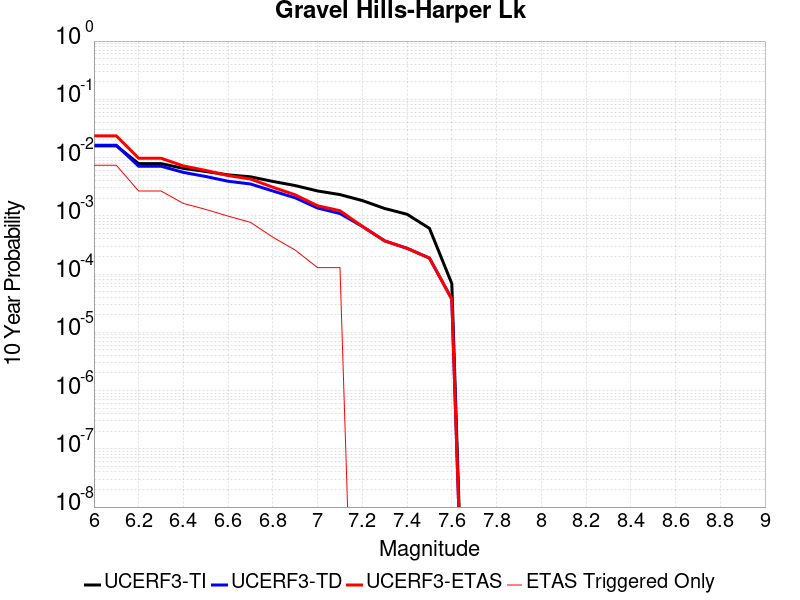 Gravel Hills-Harper Lk
10^0
10^-1
10^-2
10^-3
10^-4
10^-5
10^-6
10^-7
10^-8
10 Year Probability
6 6.2 6.4 6.6 6.8 7 7.2 7.4 7.6 7.8 8 8.2 8.4 8.6 8.8 9
Magnitude
UCERF3-TI UCERF3-TD UCERF3-ETAS ETAS Triggered Only